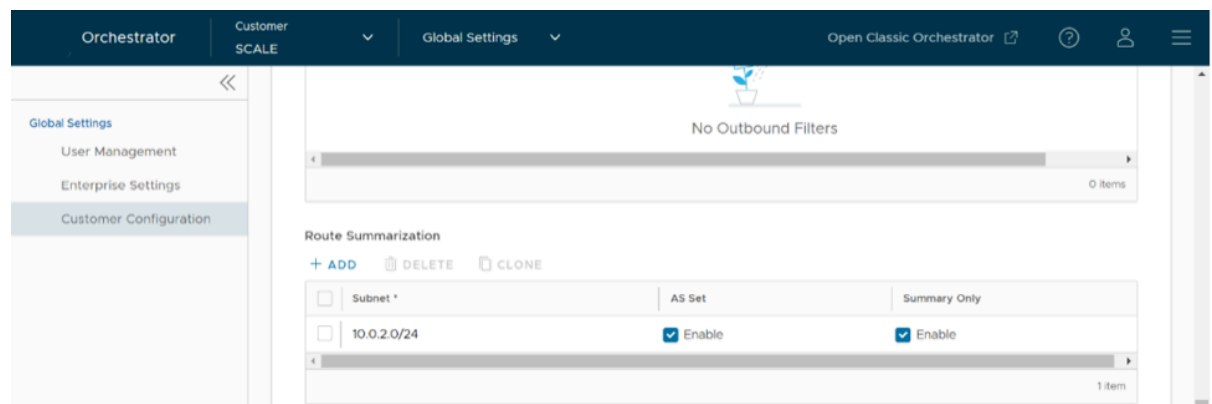 Orchestrator
Customer
SCALE
Global Settings
Open Classic Orchestrator
Global Settings
User Management
Enterprise Settings
Customer Configuration
No Outbound Filters
0 items
Route Summarization
+ ADD DELETE CLONE
Subnet * AS Set Summary Only
10.0.2.0/24 Enable Enable
1 item